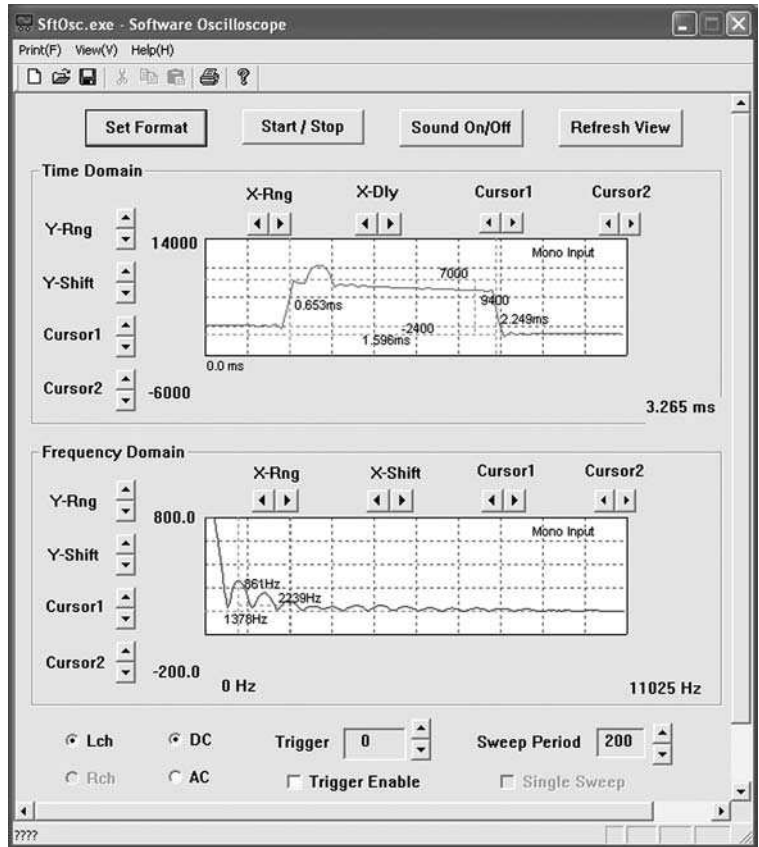 SftOsc.exe - Software Oscilloscope
Print(F) View(V) Help(H)
Set Format Start / Stop Sound On/Off Refresh View
Time Domain
X-Rng X-Dly Cursor1 Cursor2
Y-Rng
14000
Mono Input
7000
Y-Shift
9400
0.653ms
2.249ms
-2400
Cursor1
1.596ms
0.0 ms
Cursor2
-6000
3.265 ms
Frequency Domain
X-Rng X-Shift Cursor1 Cursor2
Y-Rng
800.0
Mono Input
Y-Shift
861Hz
2239Hz
Cursor1
1378Hz
Cursor2
-200.0
0 Hz
11025 Hz
Lch DC Trigger 0 Sweep Period 200
Rch AC Trigger Enable Single Sweep
????